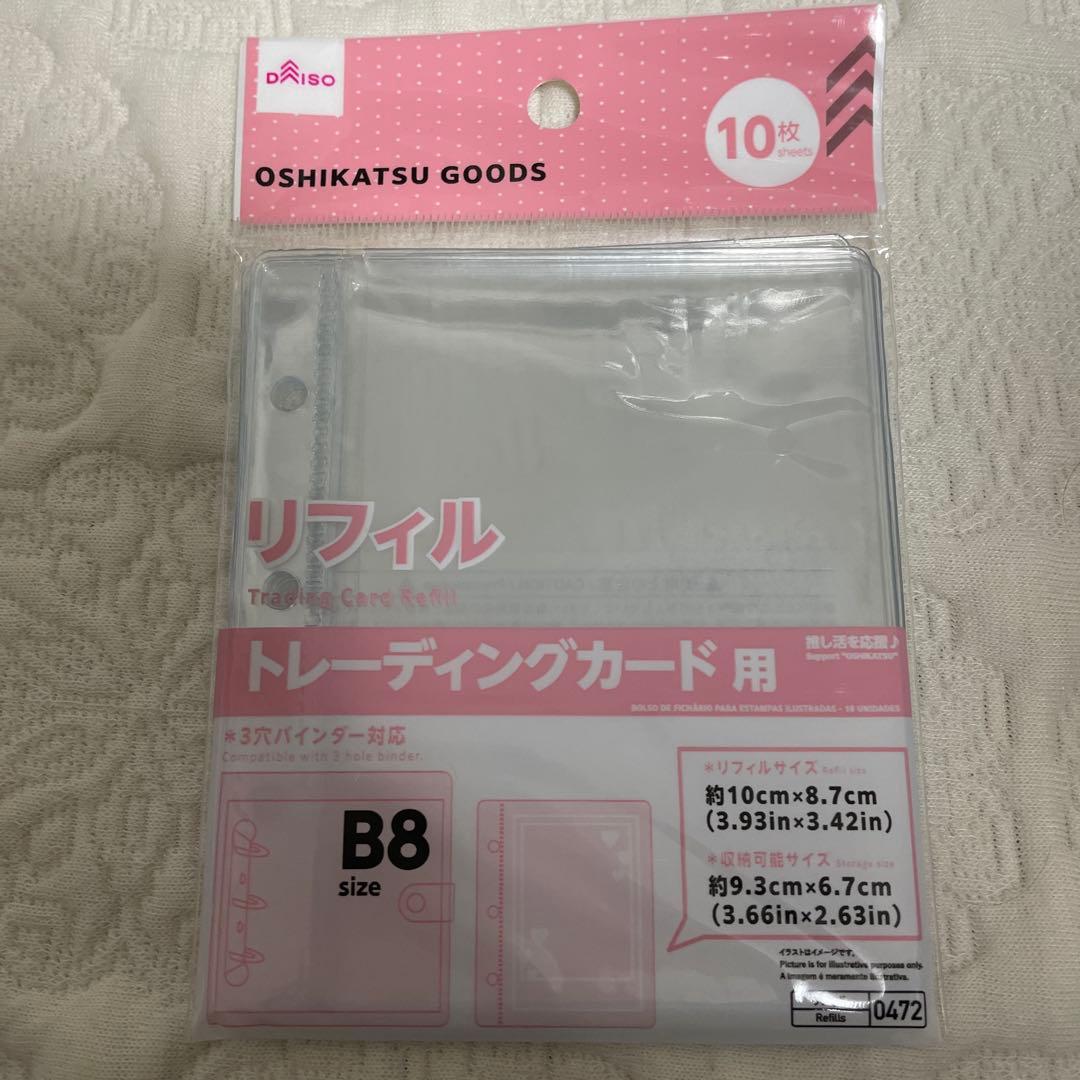 DAISO
10枚
sheets
OSHIKATSU GOODS
リフィル
Trading Card Refill
トレーディングカード用
推し活を応援♪
Support "OSHIKATSU"
BOLSO DE FICHÁRIO PARA ESTAMPAS ILUSTRADAS - 10 UNIDADES
*3穴バインダー対応
Compatible with 3 hole binder.
B8
size
*リフィルサイズ Refill size
約10cm×8.7cm
(3.93in×3.42in)
*収納可能サイズ Storage size
約9.3cm×6.7cm
(3.66in×2.63in)
イラストはイメージです。
Picture is for illustrative purposes only.
A imagem é meramente ilustrativa.
Refills
0472